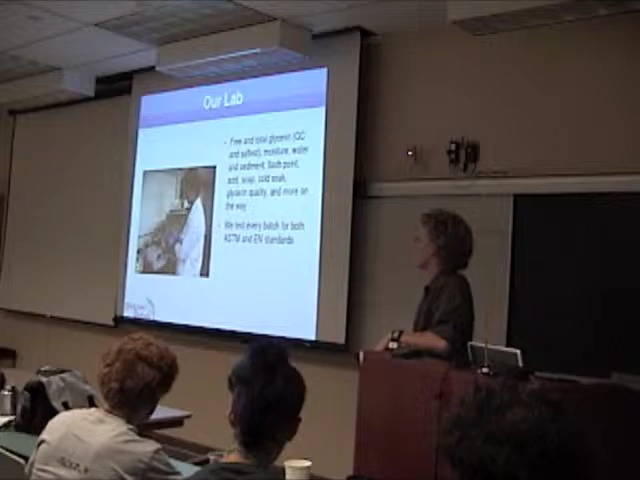 Our Lab
• Free and total glycerin (GC
and wet), moisture, water
and sediment, flash point,
acid, soap, cold soak,
glycerin quality, and more on
the way
• We test every batch for both
ASTM and EN standards